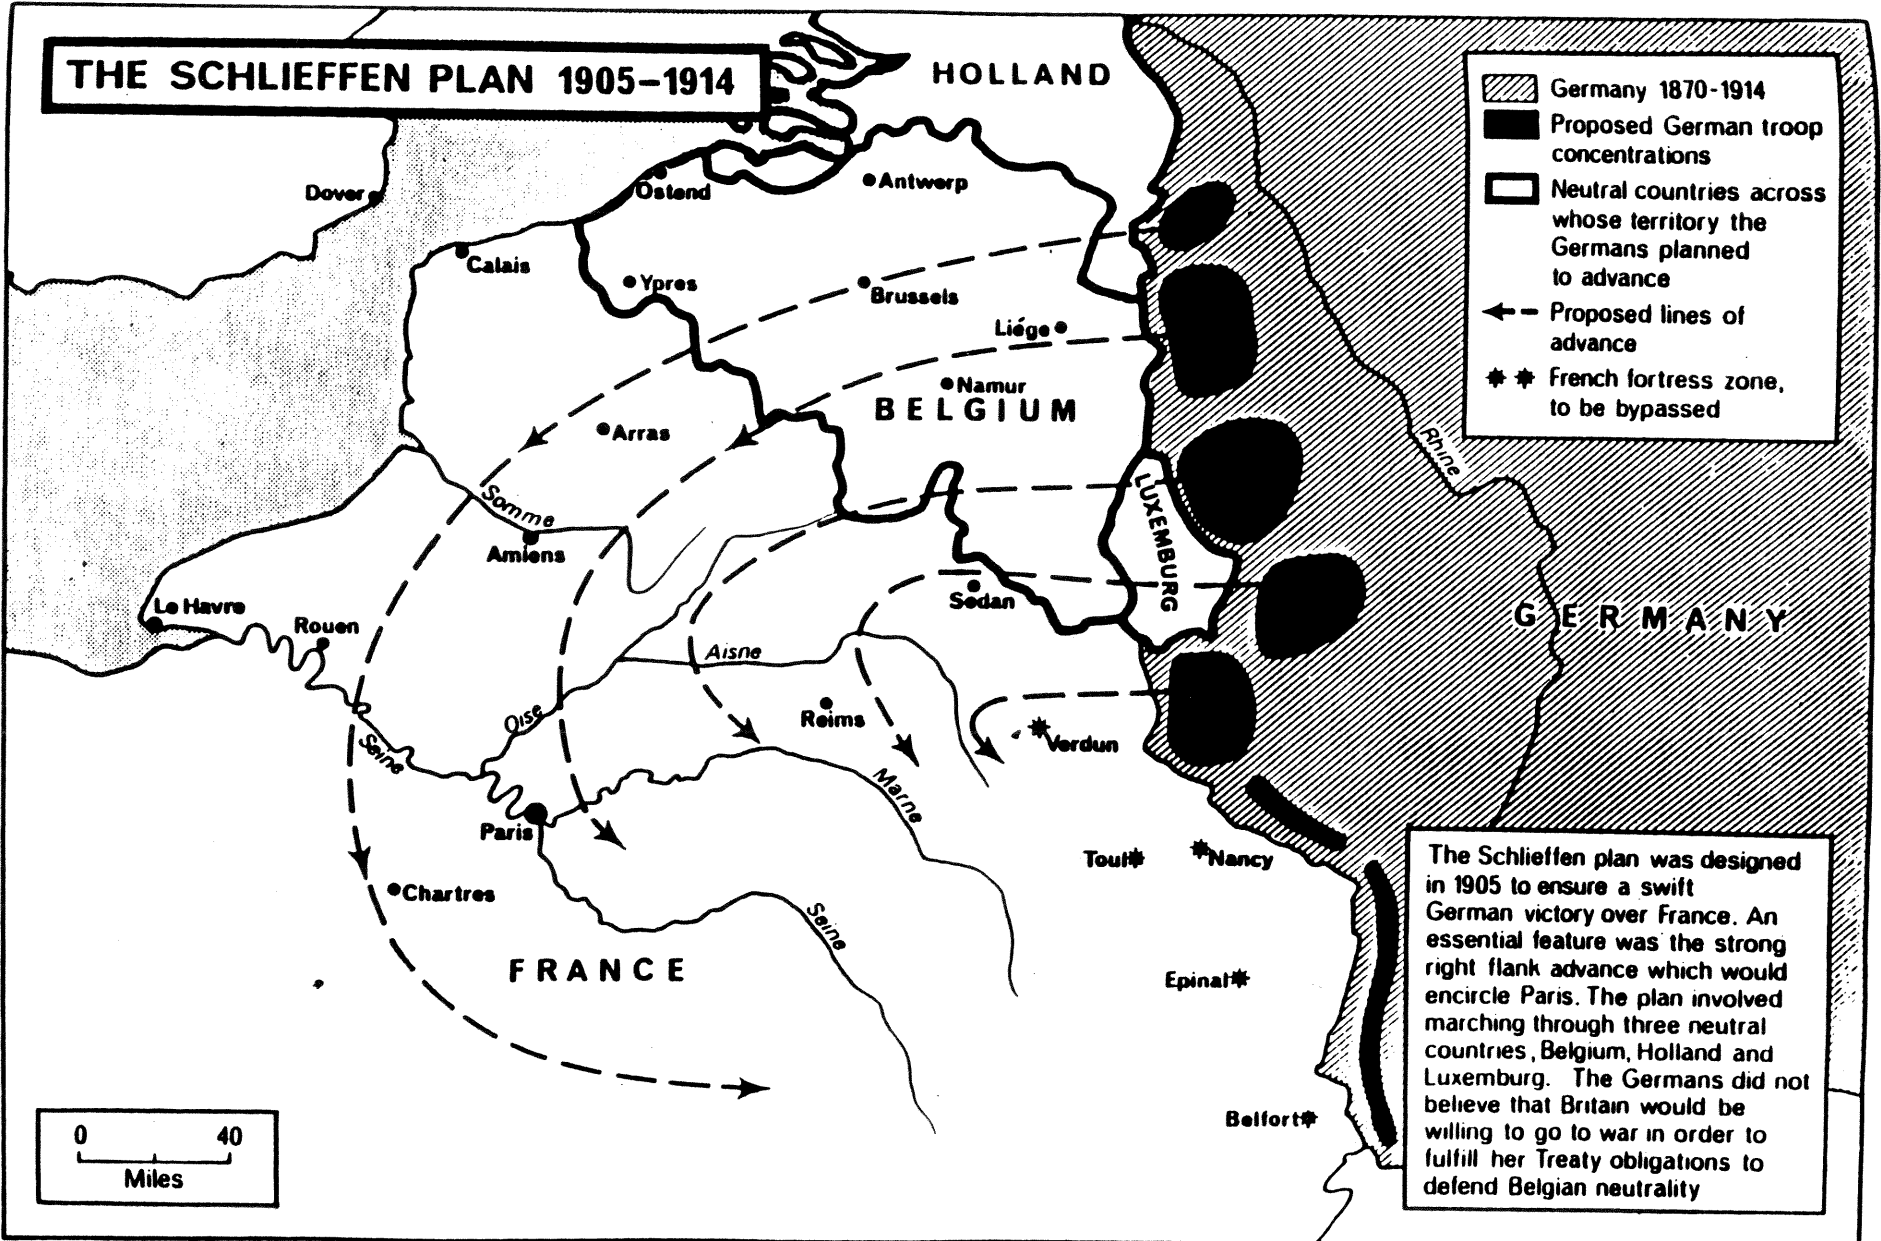 THE SCHLIEFFEN PLAN 1905–1914
HOLLAND
Germany 1870-1914
Proposed German troop
concentrations
Neutral countries across
whose territory the
Germans planned
to advance
Proposed lines of
advance
French fortress zone,
to be bypassed
Dover
Ostend
Antwerp
Calais
Ypres
Brussels
Liége
Namur
BELGIUM
Arras
Rhine
Somme
Amiens
LUXEMBURG
Sedan
GERMANY
Le Havre
Rouen
Aisne
Reims
Oise
Verdun
Seine
Marne
Paris
Toul
Nancy
Chartres
Seine
FRANCE
Epinal
Belfort
The Schlieffen plan was designed
in 1905 to ensure a swift
German victory over France. An
essential feature was the strong
right flank advance which would
encircle Paris. The plan involved
marching through three neutral
countries, Belgium, Holland and
Luxemburg. The Germans did not
believe that Britain would be
willing to go to war in order to
fulfill her Treaty obligations to
defend Belgian neutrality
0 40
Miles